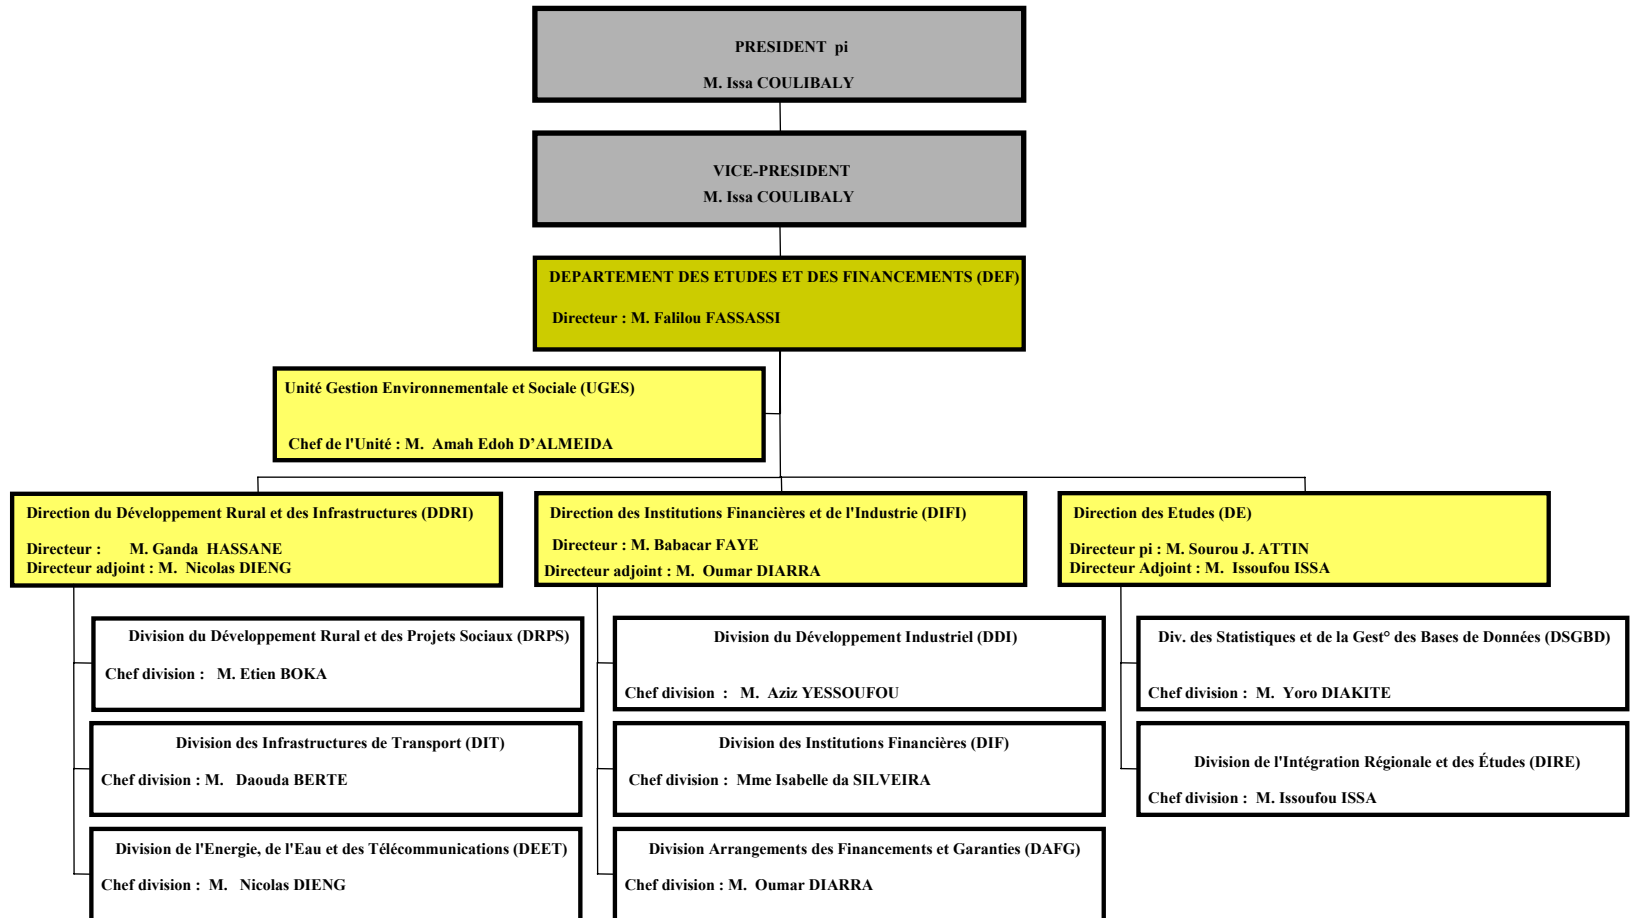 PRESIDENT pi
M. Issa COULIBALY
VICE-PRESIDENT
M. Issa COULIBALY
DEPARTEMENT DES ETUDES ET DES FINANCEMENTS (DEF)
Directeur : M. Falilou FASSASSI
Unité Gestion Environnementale et Sociale (UGES)
Chef de l'Unité : M. Amah Edoh D’ALMEIDA
Direction du Développement Rural et des Infrastructures (DDRI)
Directeur : M. Ganda HASSANE
Directeur adjoint : M. Nicolas DIENG
Division du Développement Rural et des Projets Sociaux (DRPS)
Chef division : M. Etien BOKA
Division des Infrastructures de Transport (DIT)
Chef division : M. Daouda BERTE
Division de l'Energie, de l'Eau et des Télécommunications (DEET)
Chef division : M. Nicolas DIENG
Direction des Institutions Financières et de l'Industrie (DIFI)
Directeur : M. Babacar FAYE
Directeur adjoint : M. Oumar DIARRA
Division du Développement Industriel (DDI)
Chef division : M. Aziz YESSOUFOU
Division des Institutions Financières (DIF)
Chef division : Mme Isabelle da SILVEIRA
Division Arrangements des Financements et Garanties (DAFG)
Chef division : M. Oumar DIARRA
Direction des Etudes (DE)
Directeur pi : M. Sourou J. ATTIN
Directeur Adjoint : M. Issoufou ISSA
Div. des Statistiques et de la Gest° des Bases de Données (DSGBD)
Chef division : M. Yoro DIAKITE
Division de l'Intégration Régionale et des Études (DIRE)
Chef division : M. Issoufou ISSA